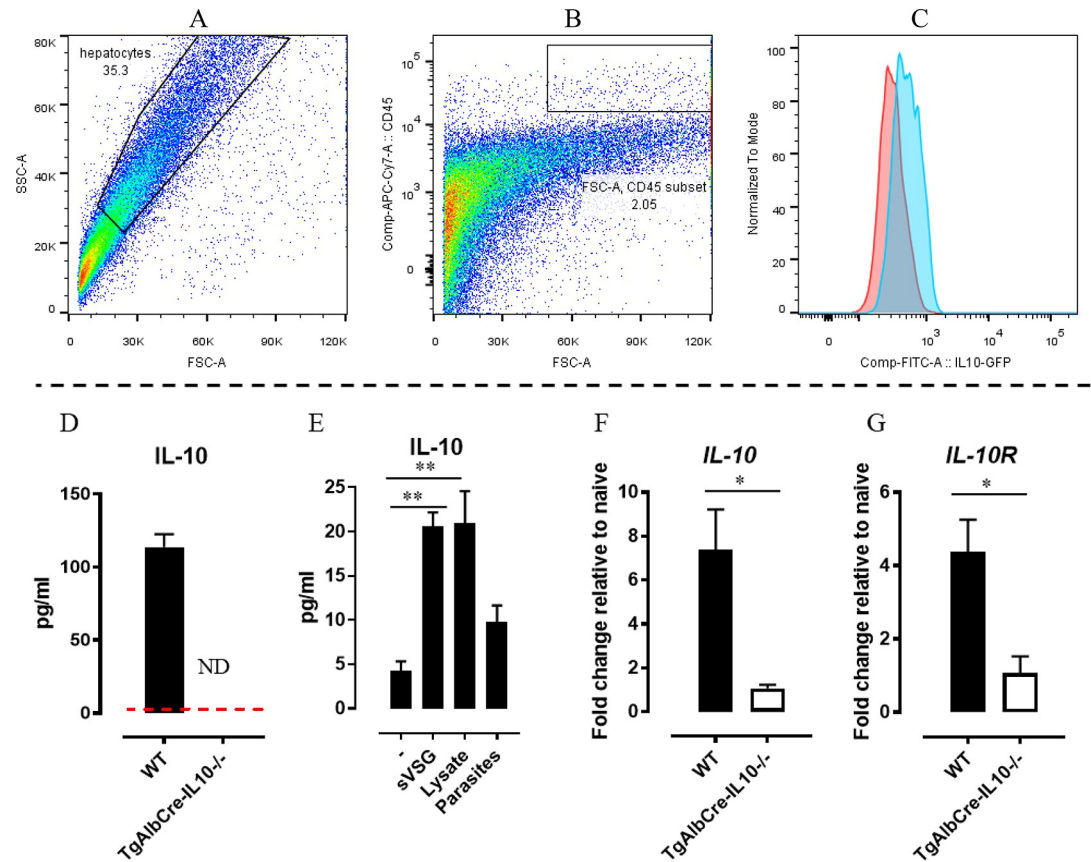 A
B
C
80K
60K
40K
20K
0
hepatocytes
35.3
SSC-A
0 30K 60K 90K 120K
FSC-A
10^5
10^4
10^3
0
Comp-APC-Cy7-A :: CD45
FSC-A, CD45 subset
2.05
0 30K 60K 90K 120K
FSC-A
100
80
60
40
20
0
Normalized To Mode
0 10^3 10^4 10^5
Comp-FITC-A :: IL10-GFP
D
IL-10
150
100
50
0
pg/ml
ND
WT
TgAlbCre-IL10-/-
E
IL-10
25
20
15
10
5
0
pg/ml
**
**
-
sVSG
Lysate
Parasites
F
IL-10
10
8
6
4
2
0
Fold change relative to naive
*
WT
TgAlbCre-IL10-/-
G
IL-10R
6
4
2
0
Fold change relative to naive
*
WT
TgAlbCre-IL10-/-